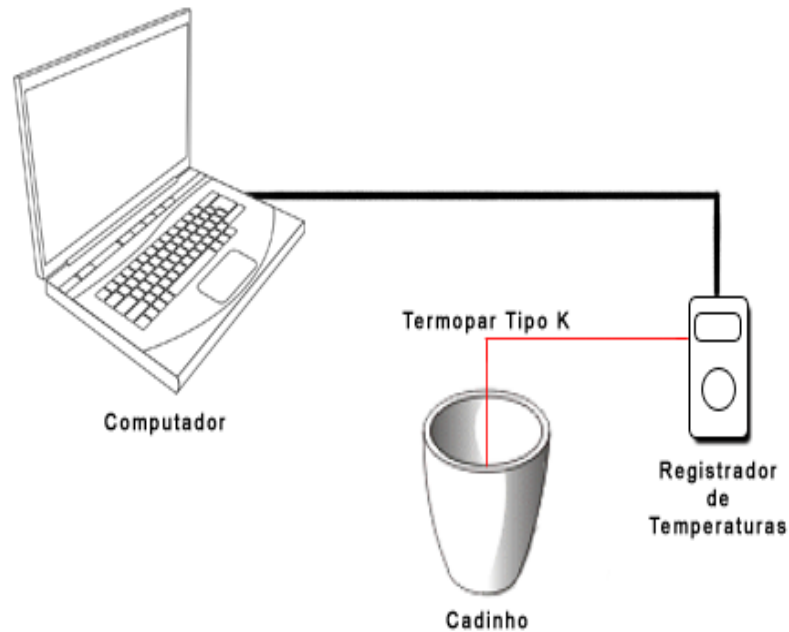 Termopar Tipo K
Computador
Registrador
de
Temperaturas
Cadinho